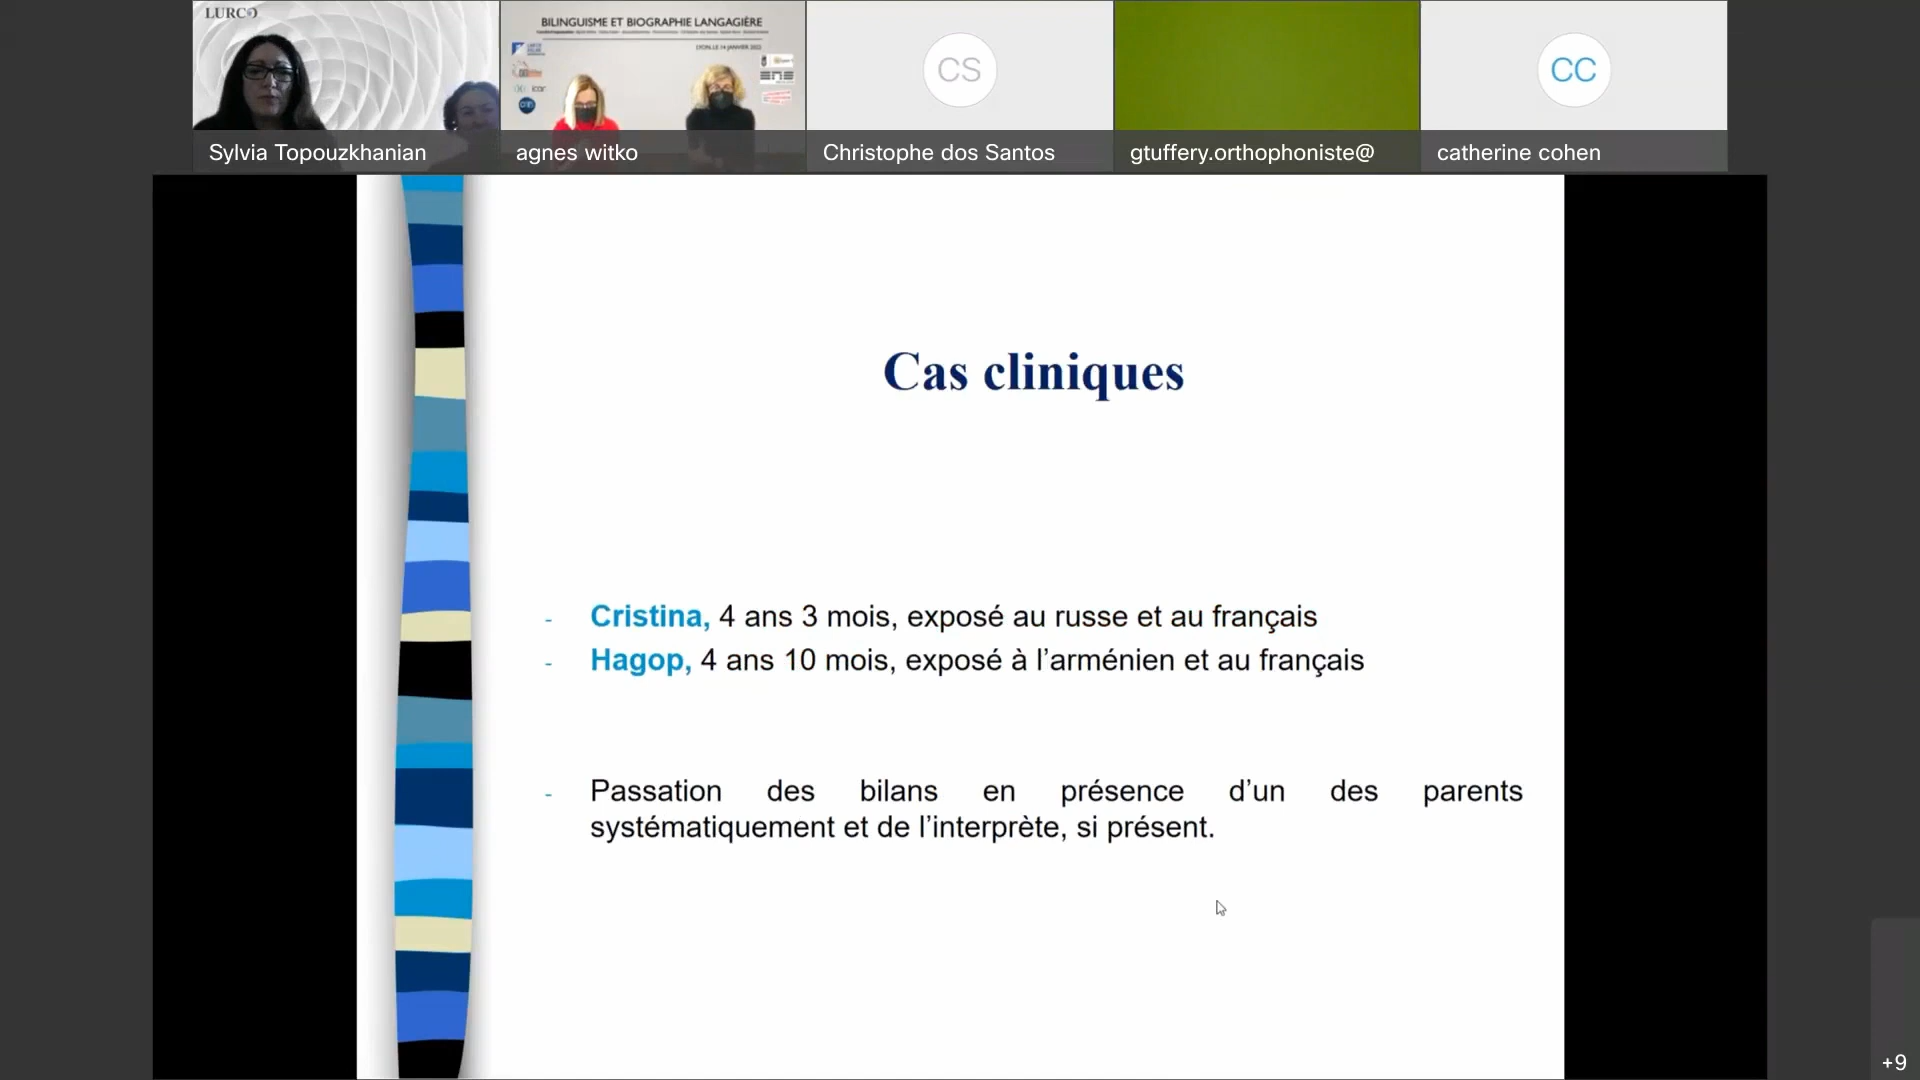 LURCO
BILINGUISME ET BIOGRAPHIE LANGAGIÈRE
LYON, LE 14 JANVIER 2022
icar
CS
CC
Sylvia Topouzkhanian
agnes witko
Christophe dos Santos
gtuffery.orthophoniste@
catherine cohen
Cas cliniques
- Cristina, 4 ans 3 mois, exposé au russe et au français
- Hagop, 4 ans 10 mois, exposé à l’arménien et au français
- Passation des bilans en présence d’un des parents
systématiquement et de l’interprète, si présent.
+9